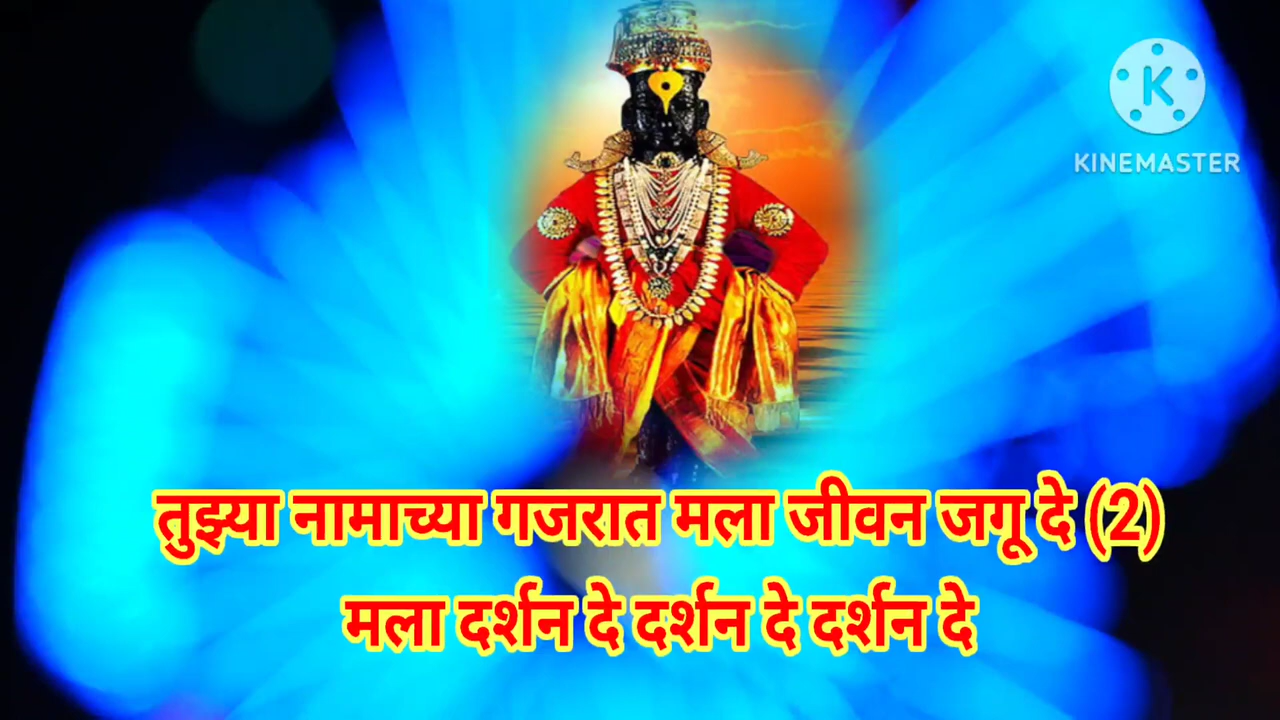 K
KINEMASTER
तुझ्या नामाच्या गजरात मला जीवन जगू दे (2)
मला दर्शन दे दर्शन दे दर्शन दे